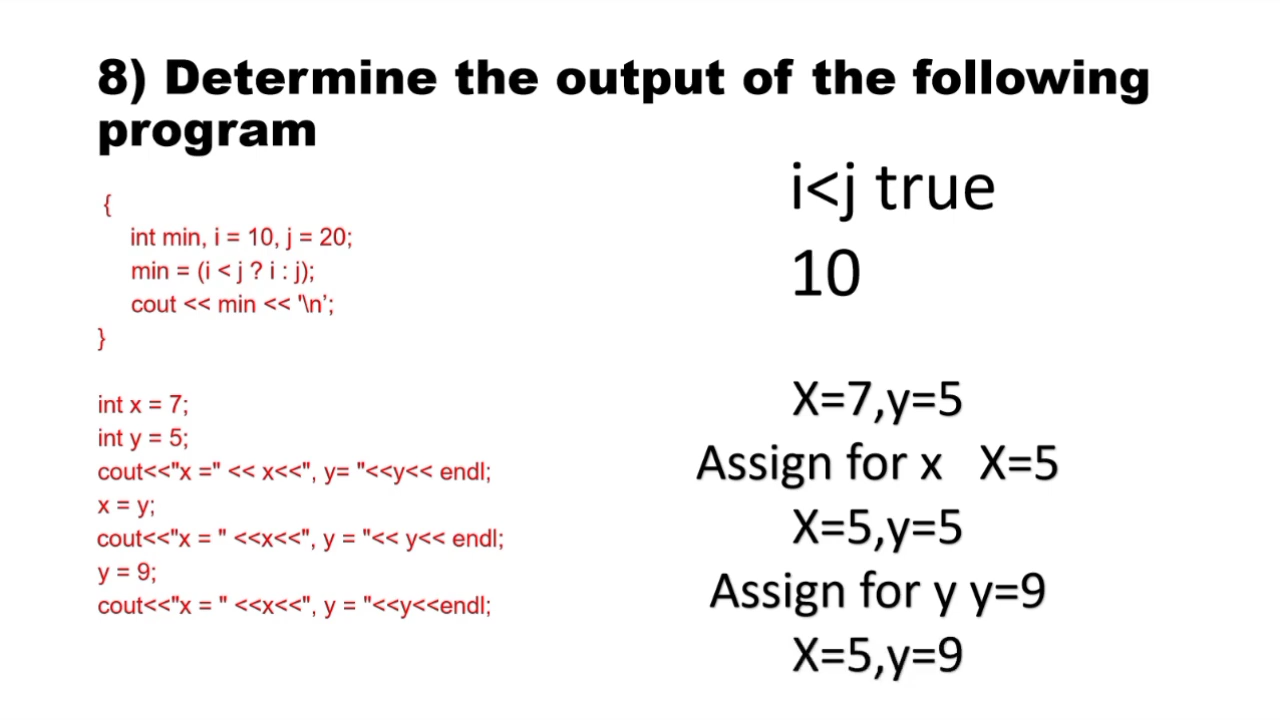 8) Determine the output of the following
program
{
int min, i = 10, j = 20;
min = (i < j ? i : j);
cout << min << '\n’;
}
int x = 7;
int y = 5;
cout<<"x =" << x<<", y= "<<y<< endl;
x = y;
cout<<"x = " <<x<<", y = "<< y<< endl;
y = 9;
cout<<"x = " <<x<<", y = "<<y<<endl;
i<j true
10
X=7,y=5
Assign for x X=5
X=5,y=5
Assign for y y=9
X=5,y=9